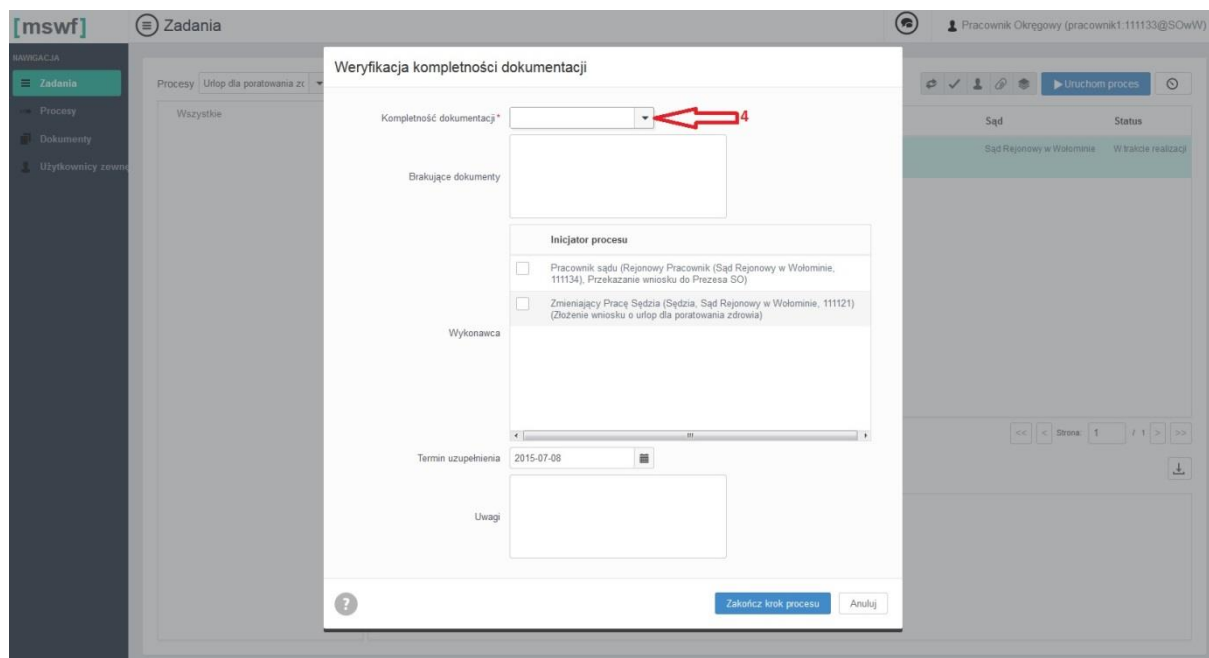 [mswf]
Zadania
Pracownik Okręgowy (pracownik1:111133@SOwW)
NAWIGACJA
Zadania
Procesy
Dokumenty
Użytkownicy zewnę
Procesy Urlop dla poratowania zc
Uruchom proces
Wszystkie
Sąd Status
Sąd Rejonowy w Wołominie W trakcie realizacji
Weryfikacja kompletności dokumentacji
Kompletność dokumentacji*
4
Brakujące dokumenty
Inicjator procesu
Pracownik sądu (Rejonowy Pracownik (Sąd Rejonowy w Wołominie,
111134), Przekazanie wniosku do Prezesa SO)
Zmieniający Pracę Sędzia (Sędzia, Sąd Rejonowy w Wołominie, 111121)
(Złożenie wniosku o urlop dla poratowania zdrowia)
Wykonawca
<< < Strona: 1 / 1 > >>
Termin uzupełnienia 2015-07-08
Uwagi
?
Zakończ krok procesu Anuluj